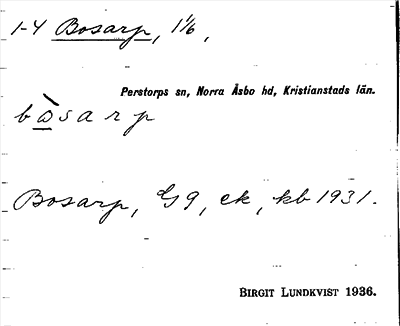 1-4 Bosarp, 1/6,
Perstorps sn, Norra Åsbo hd, Kristianstads län.
bòsarp
Bosarp, G9, ek, kb 1931.
BIRGIT LUNDKVIST 1936.